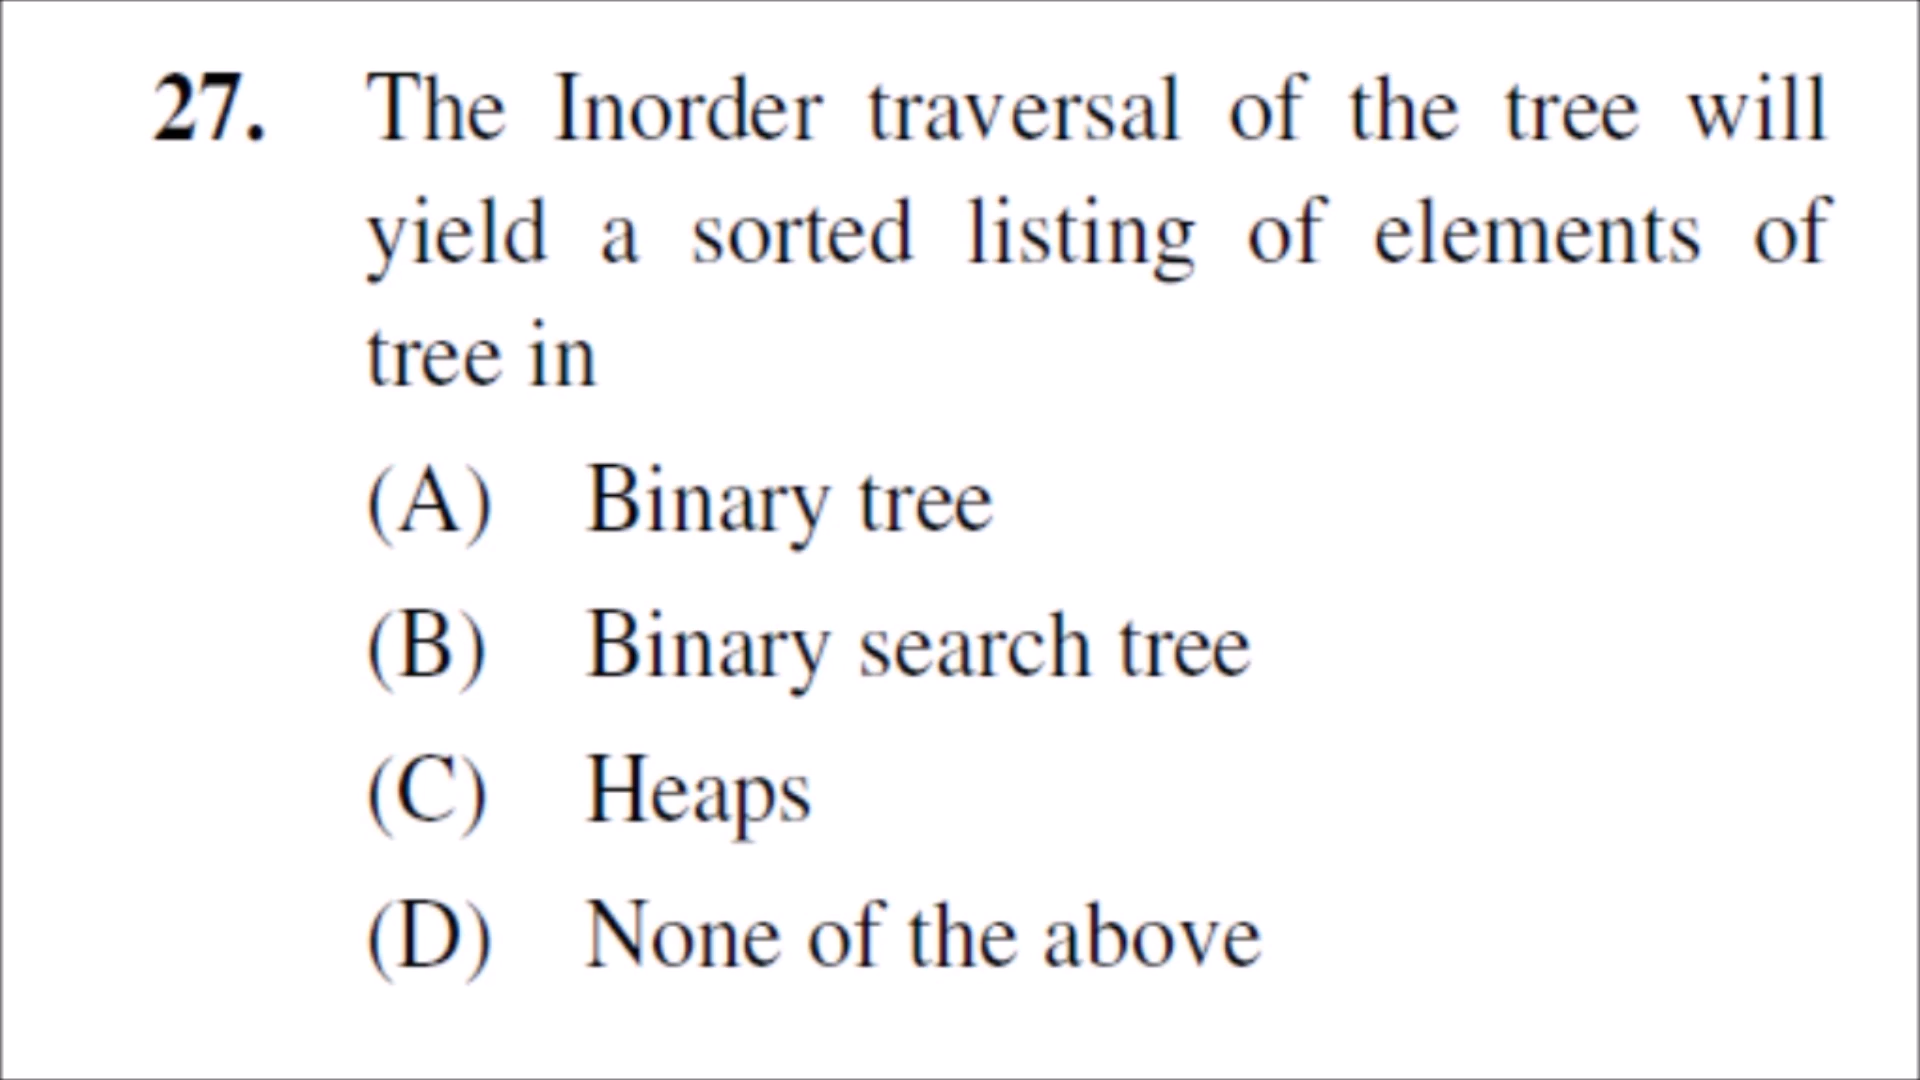 27. The Inorder traversal of the tree will
yield a sorted listing of elements of
tree in
(A) Binary tree
(B) Binary search tree
(C) Heaps
(D) None of the above